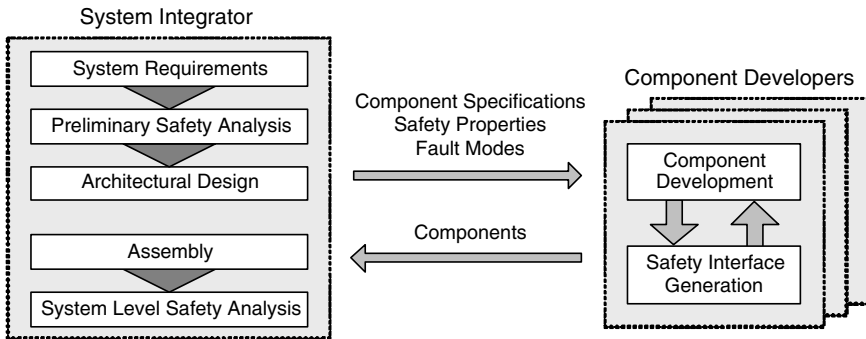 System Integrator
System Requirements
Preliminary Safety Analysis
Architectural Design
Assembly
System Level Safety Analysis
Component Specifications
Safety Properties
Fault Modes
Components
Component Developers
Component
Development
Safety Interface
Generation